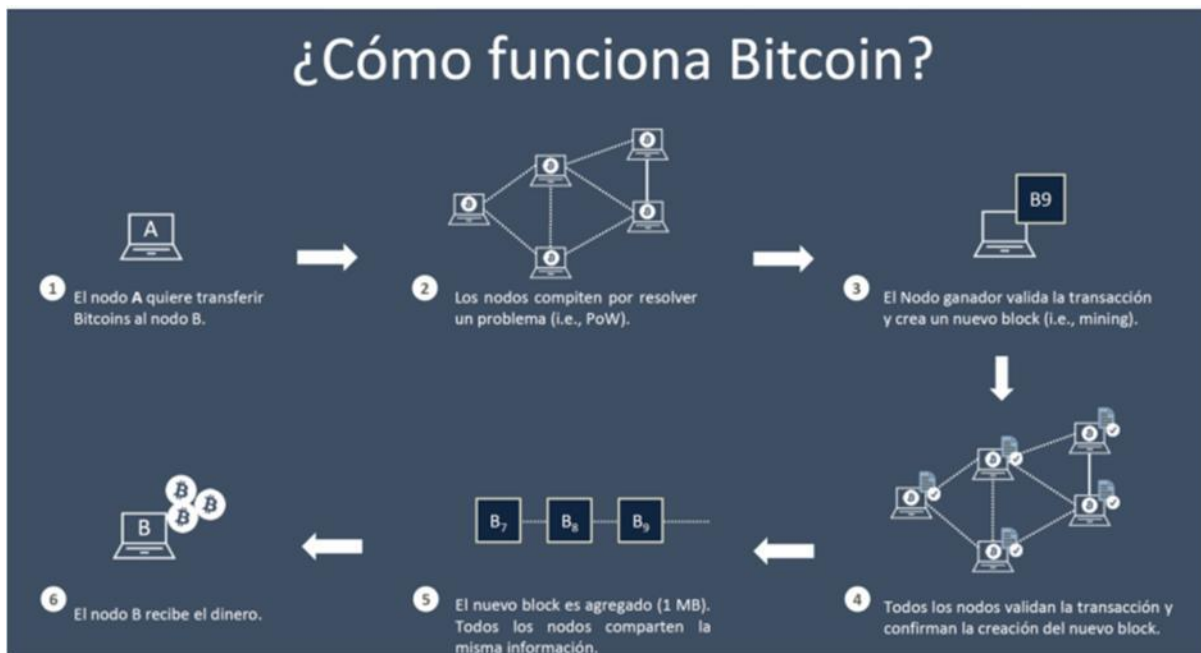 ¿Cómo funciona Bitcoin?
A
1
El nodo A quiere transferir
Bitcoins al nodo B.
2
Los nodos compiten por resolver
un problema (i.e., PoW).
B9
3
El Nodo ganador valida la transacción
y crea un nuevo block (i.e., mining).
4
Todos los nodos validan la transacción y
confirman la creación del nuevo block.
B₇ B₈ B₉
5
El nuevo block es agregado (1 MB).
Todos los nodos comparten la
misma información.
B
6
El nodo B recibe el dinero.